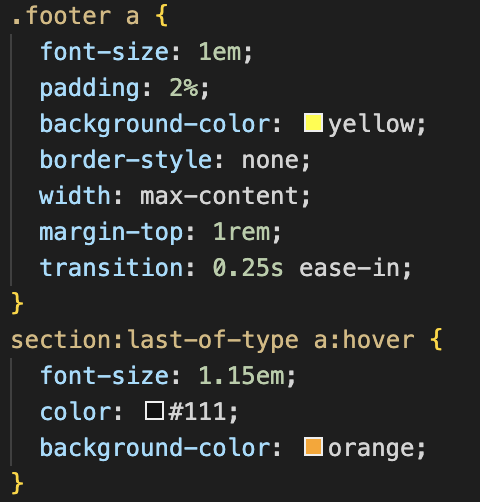 .footer a {
  font-size: 1em;
  padding: 2%;
  background-color: yellow;
  border-style: none;
  width: max-content;
  margin-top: 1rem;
  transition: 0.25s ease-in;
}
section:last-of-type a:hover {
  font-size: 1.15em;
  color: #111;
  background-color: orange;
}